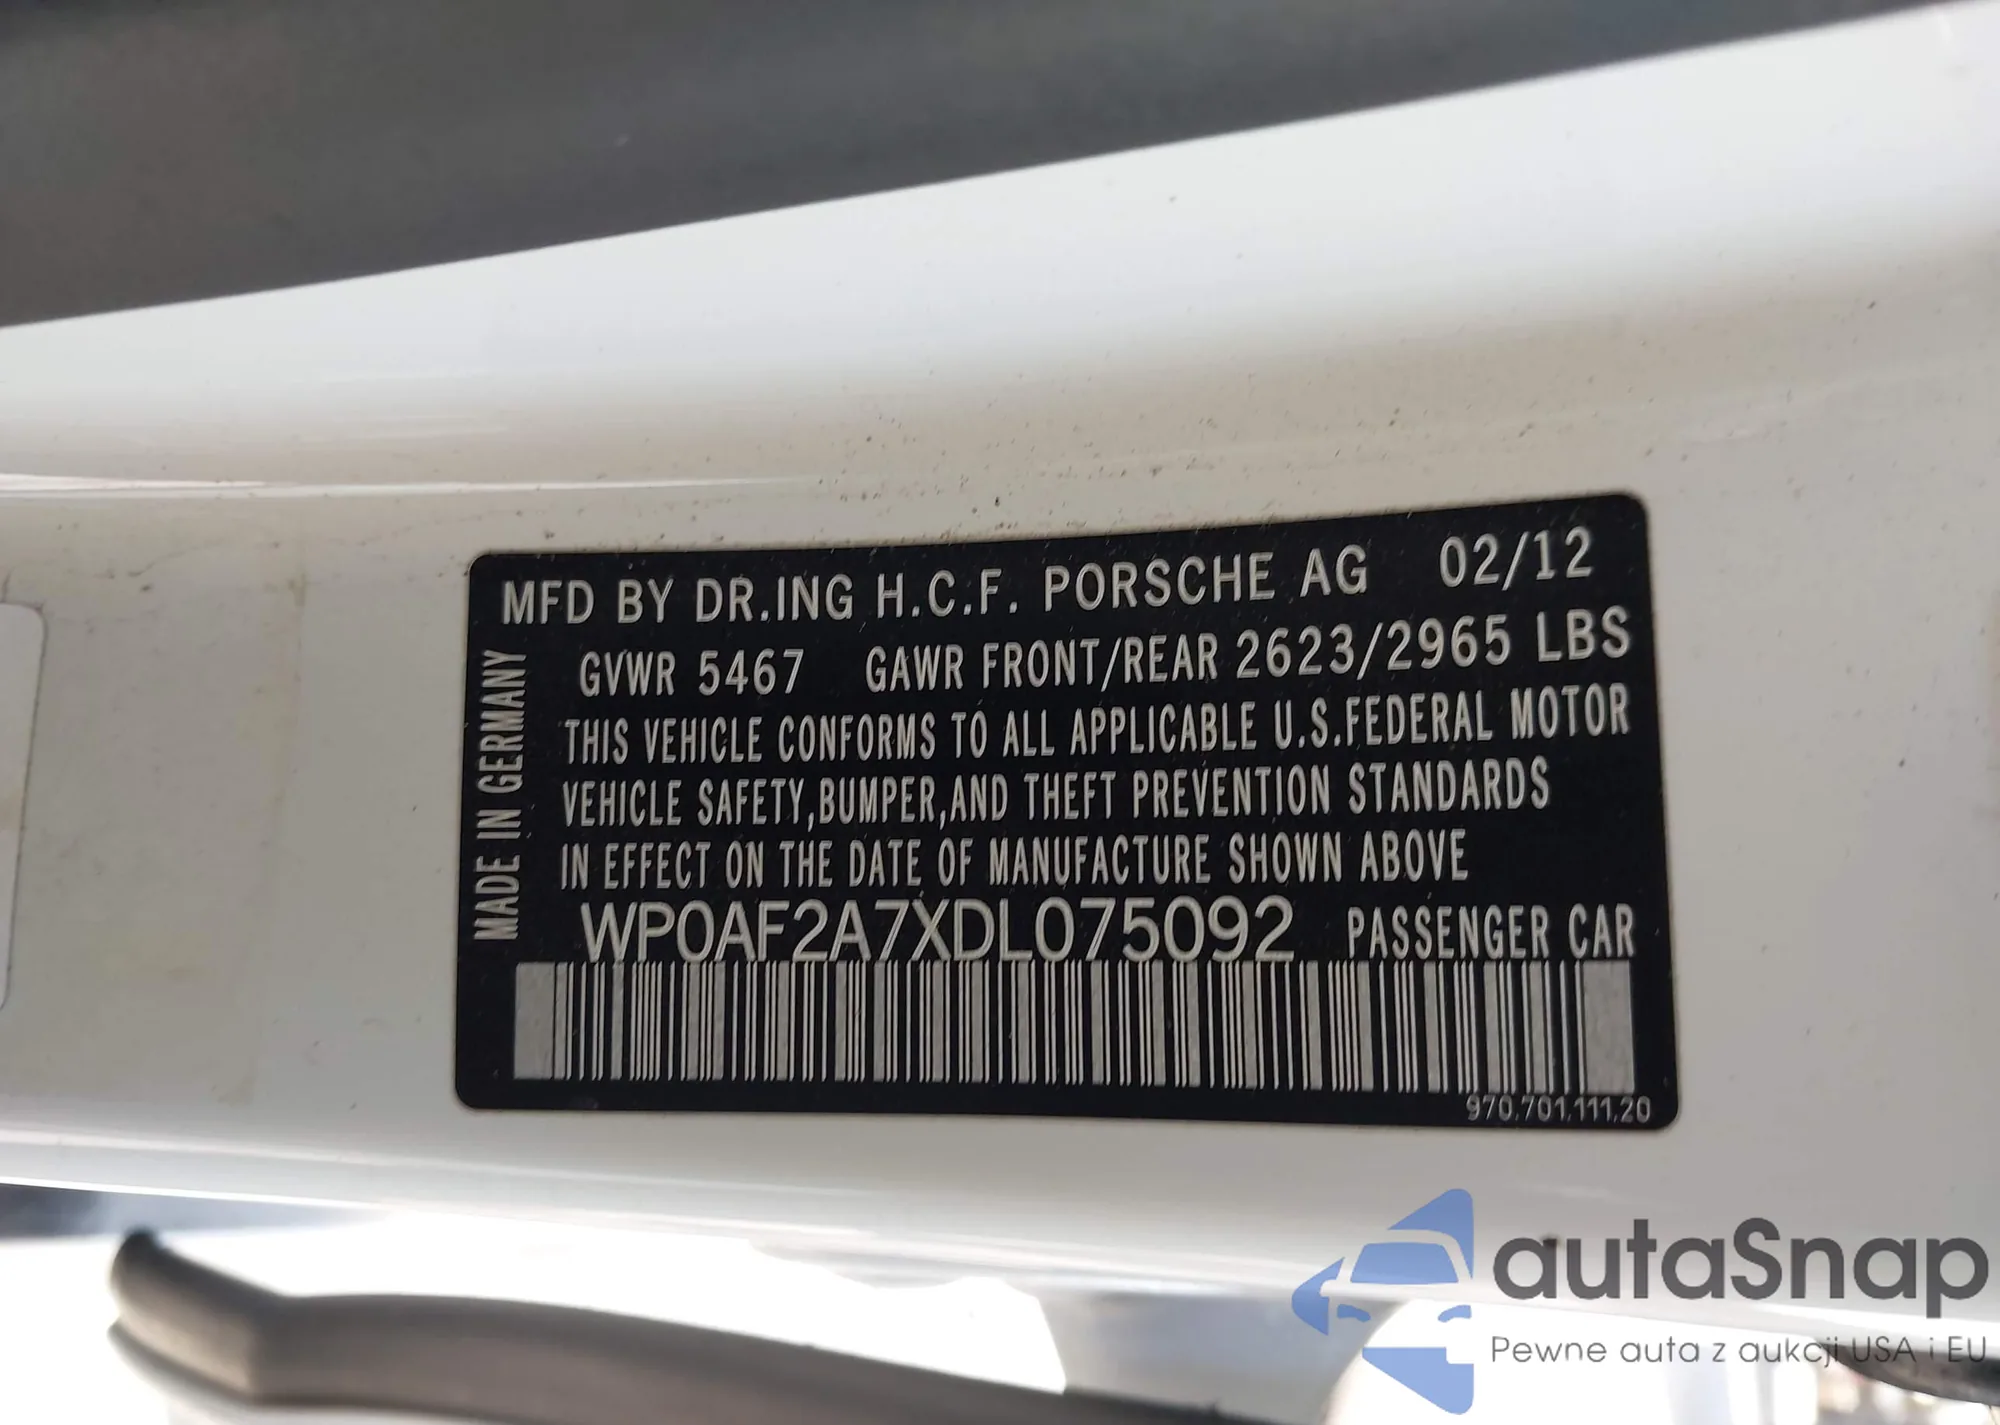 MFD BY DR.ING H.C.F. PORSCHE AG 02/12
GVWR 5467 GAWR FRONT/REAR 2623/2965 LBS
THIS VEHICLE CONFORMS TO ALL APPLICABLE U.S.FEDERAL MOTOR
VEHICLE SAFETY,BUMPER,AND THEFT PREVENTION STANDARDS
IN EFFECT ON THE DATE OF MANUFACTURE SHOWN ABOVE
WP0AF2A7XDL075092 PASSENGER CAR
MADE IN GERMANY
970.701.111.20
autaSnap
Pewne auta z aukcji USA i EU